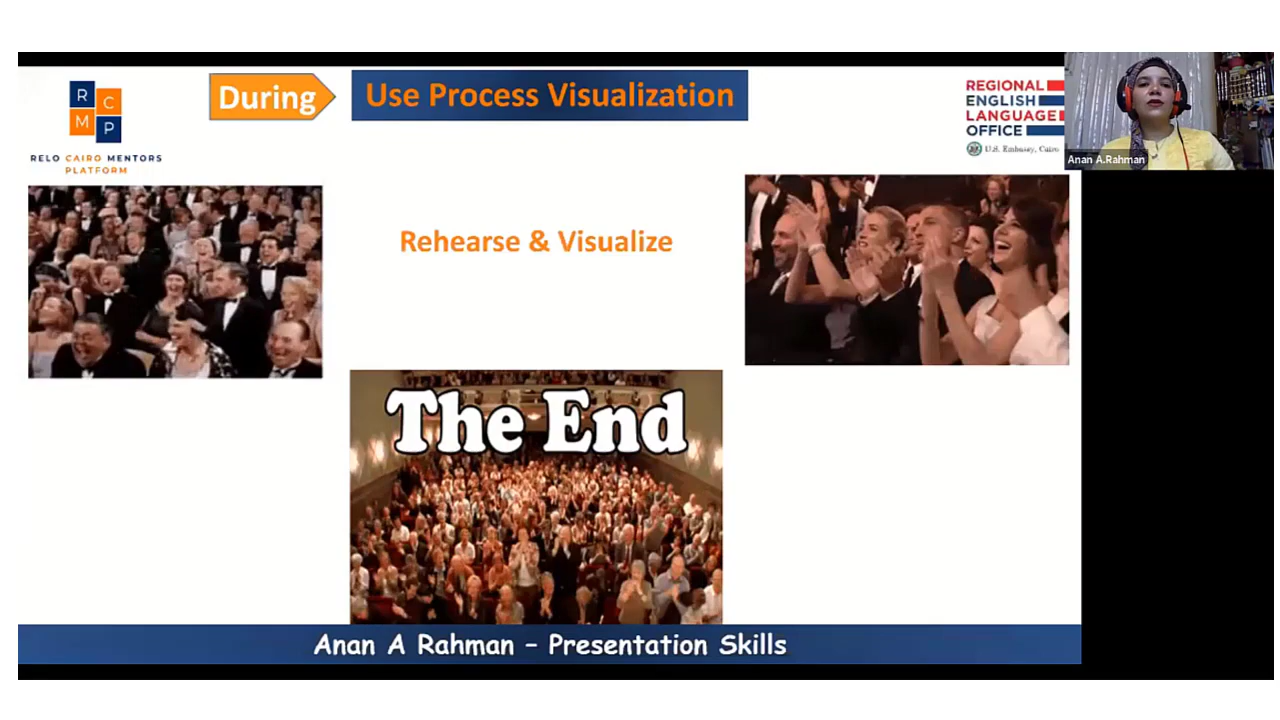 During
Use Process Visualization
R
C
M
P
RELO CAIRO MENTORS
PLATFORM
REGIONAL
ENGLISH
LANGUAGE
OFFICE
U.S. Embassy, Cairo
Anan A.Rahman
Rehearse & Visualize
The End
Anan A Rahman – Presentation Skills